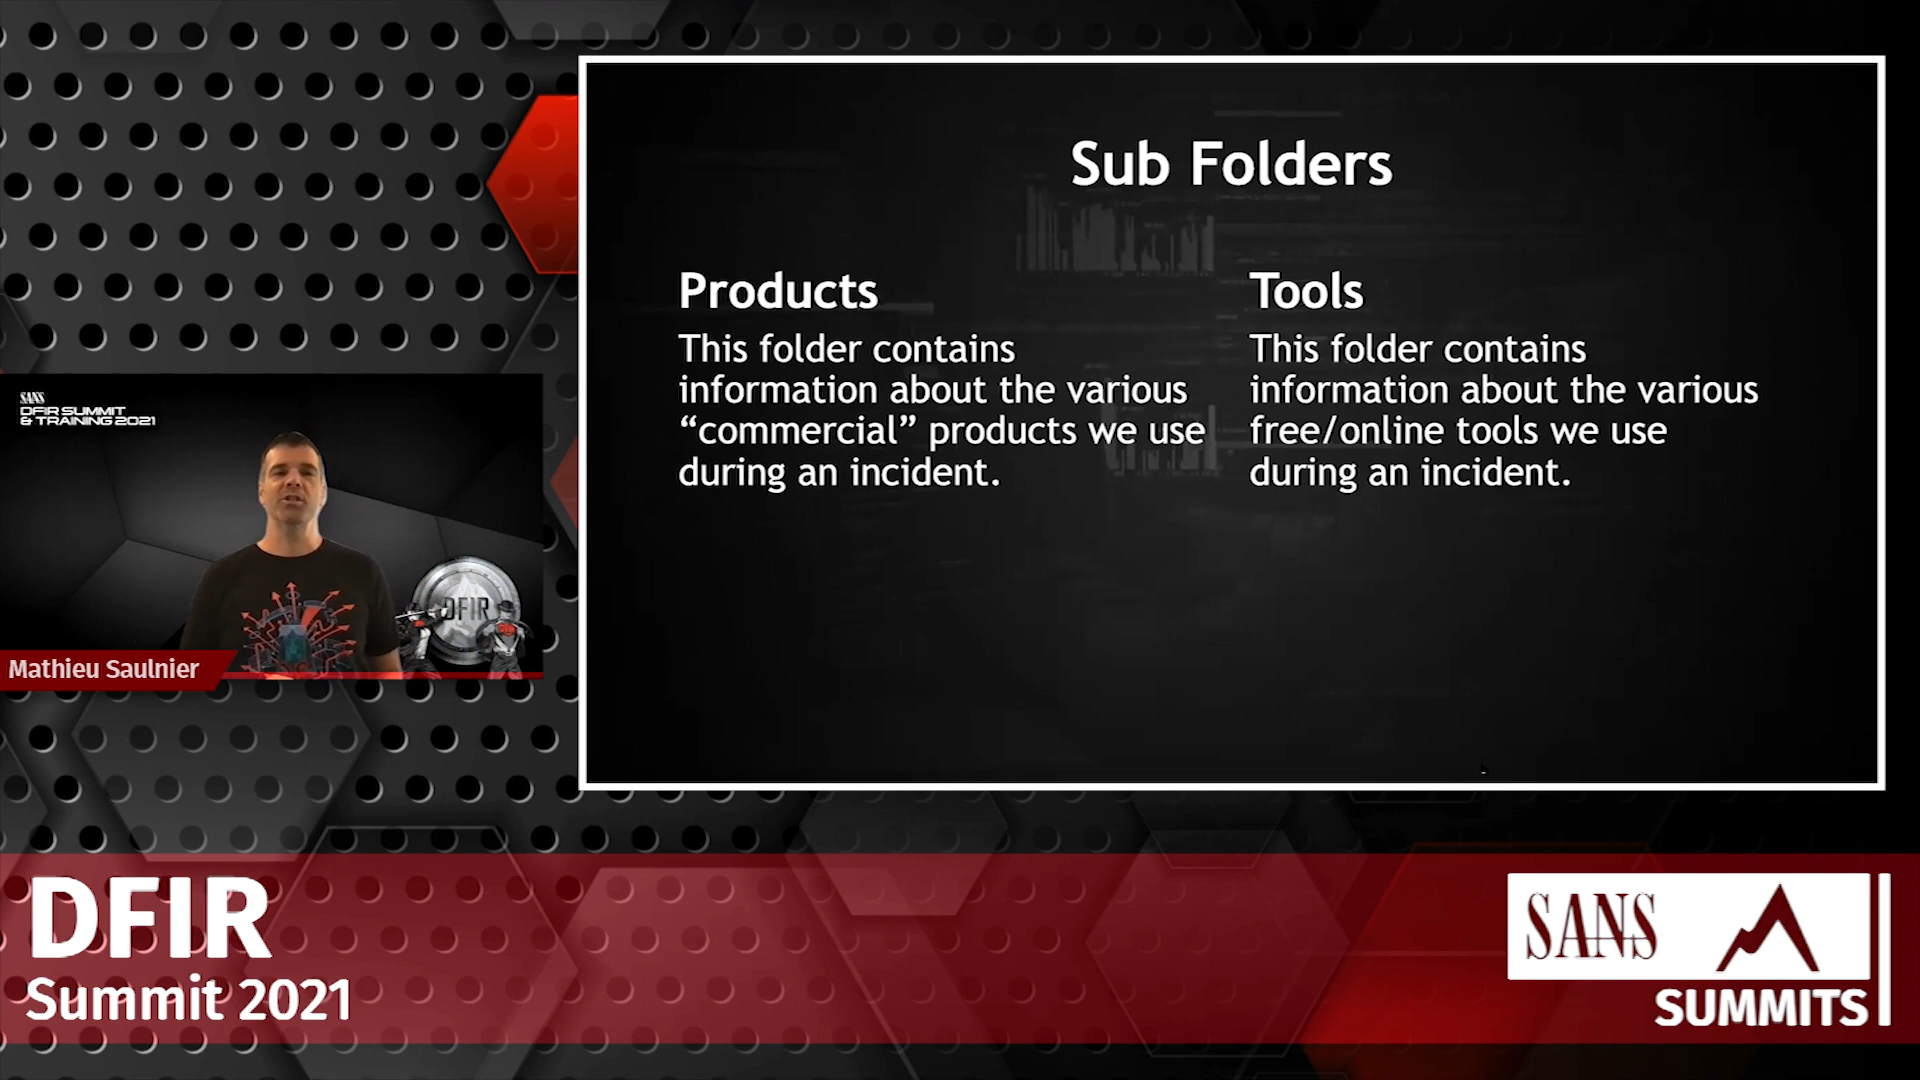 Sub Folders
Products
This folder contains
information about the various
“commercial” products we use
during an incident.
Tools
This folder contains
information about the various
free/online tools we use
during an incident.
SANS
DFIR SUMMIT
& TRAINING 2021
DFIR
Mathieu Saulnier
DFIR
Summit 2021
SANS
SUMMITS